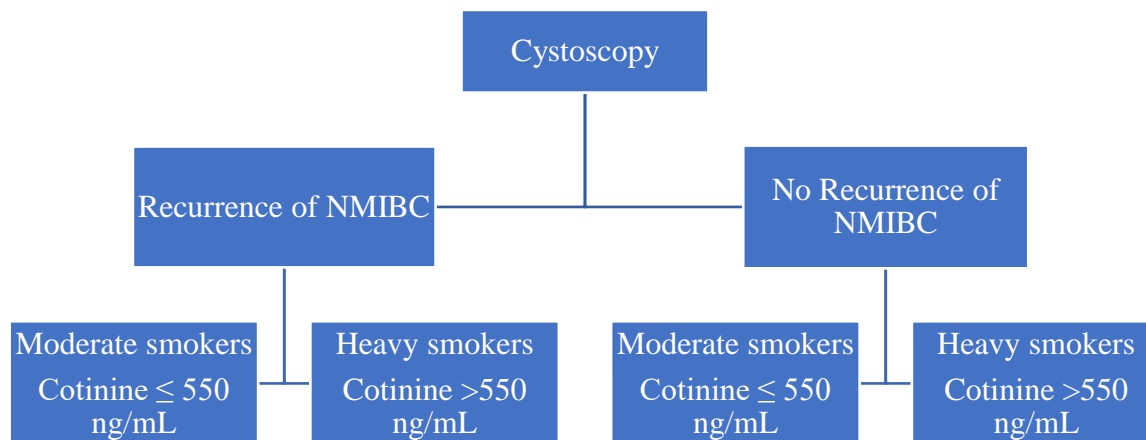 Cystoscopy
Recurrence of NMIBC
No Recurrence of
NMIBC
Moderate smokers
Cotinine ≤ 550
ng/mL
Heavy smokers
Cotinine >550
ng/mL
Moderate smokers
Cotinine ≤ 550
ng/mL
Heavy smokers
Cotinine >550
ng/mL